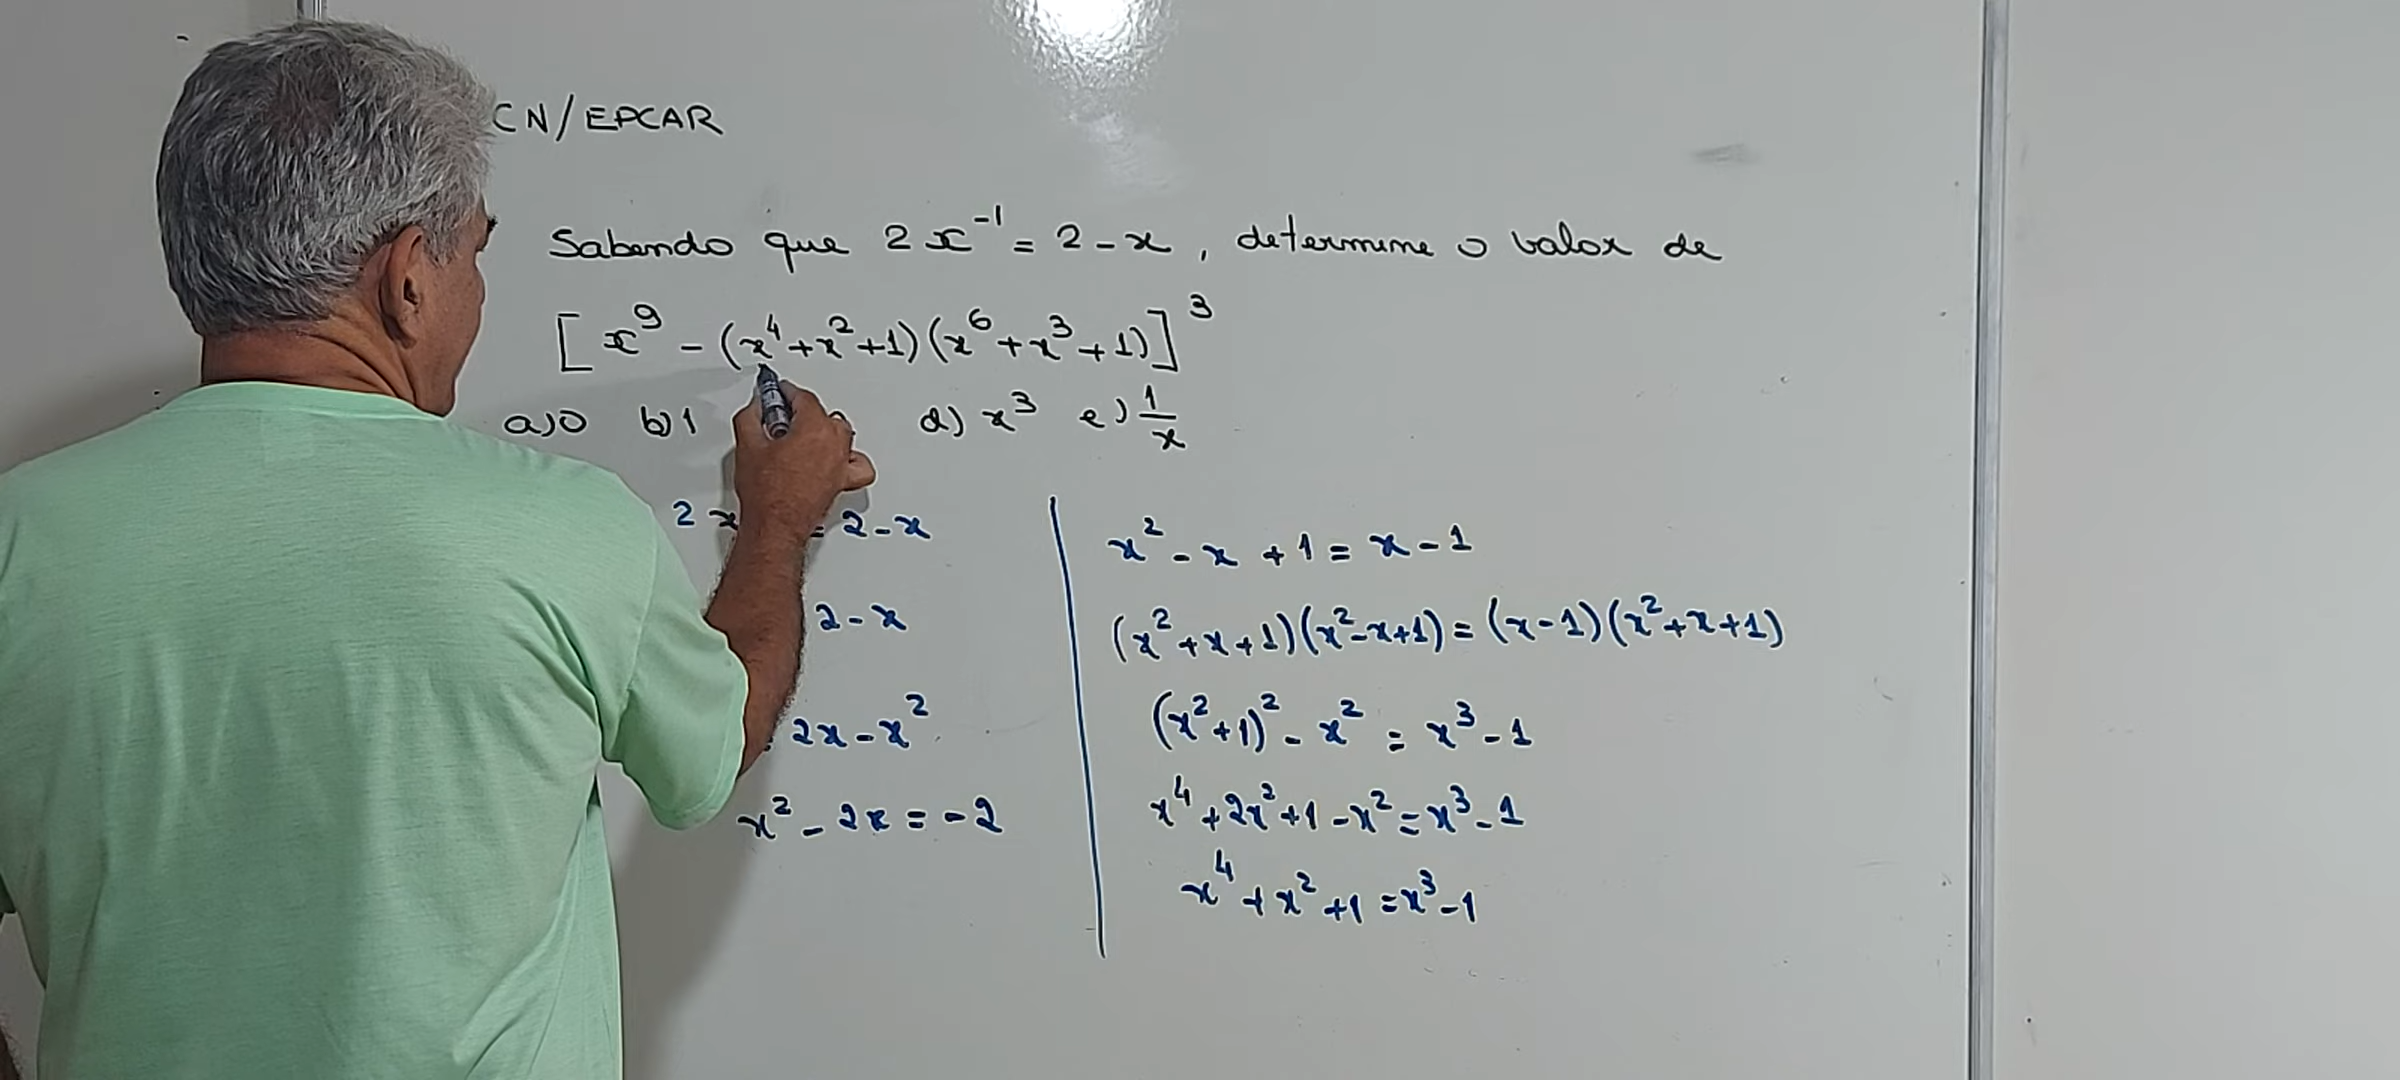 CN/EPCAR
Sabendo que 2x⁻¹ = 2-x, determine o valor de
[x⁹ - (x⁴+x²+1)(x⁶+x³+1)]³
a)0 b)1 d) x³ e) 1/x
2x = 2-x
2-x
2x-x²
x²-2x = -2
x²-x+1 = x-1
(x²+x+1)(x²-x+1) = (x-1)(x²+x+1)
(x²+1)²-x² = x³-1
x⁴+2x²+1-x² = x³-1
x⁴+x²+1 = x³-1